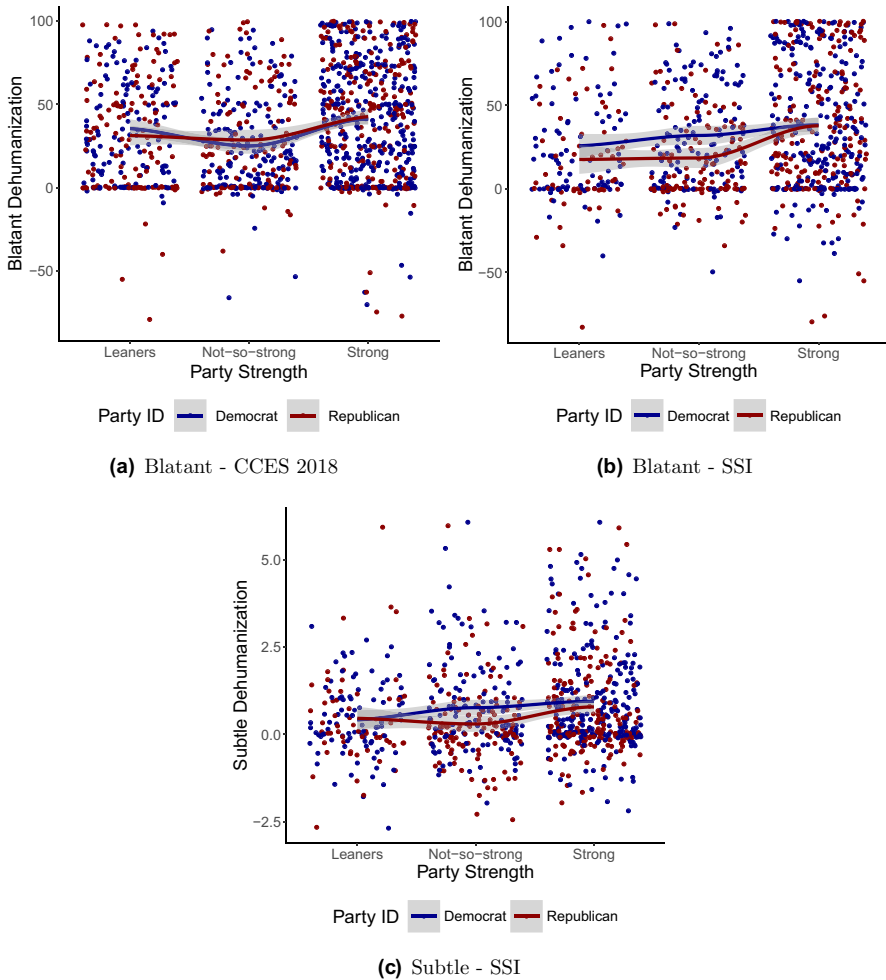 100
50
0
−50
Blatant Dehumanization
Leaners Not−so−strong Strong
Party Strength
Party ID Democrat Republican
(a) Blatant - CCES 2018
100
50
0
−50
Blatant Dehumanization
Leaners Not−so−strong Strong
Party Strength
Party ID Democrat Republican
(b) Blatant - SSI
5.0
2.5
0.0
−2.5
Subtle Dehumanization
Leaners Not−so−strong Strong
Party Strength
Party ID Democrat Republican
(c) Subtle - SSI